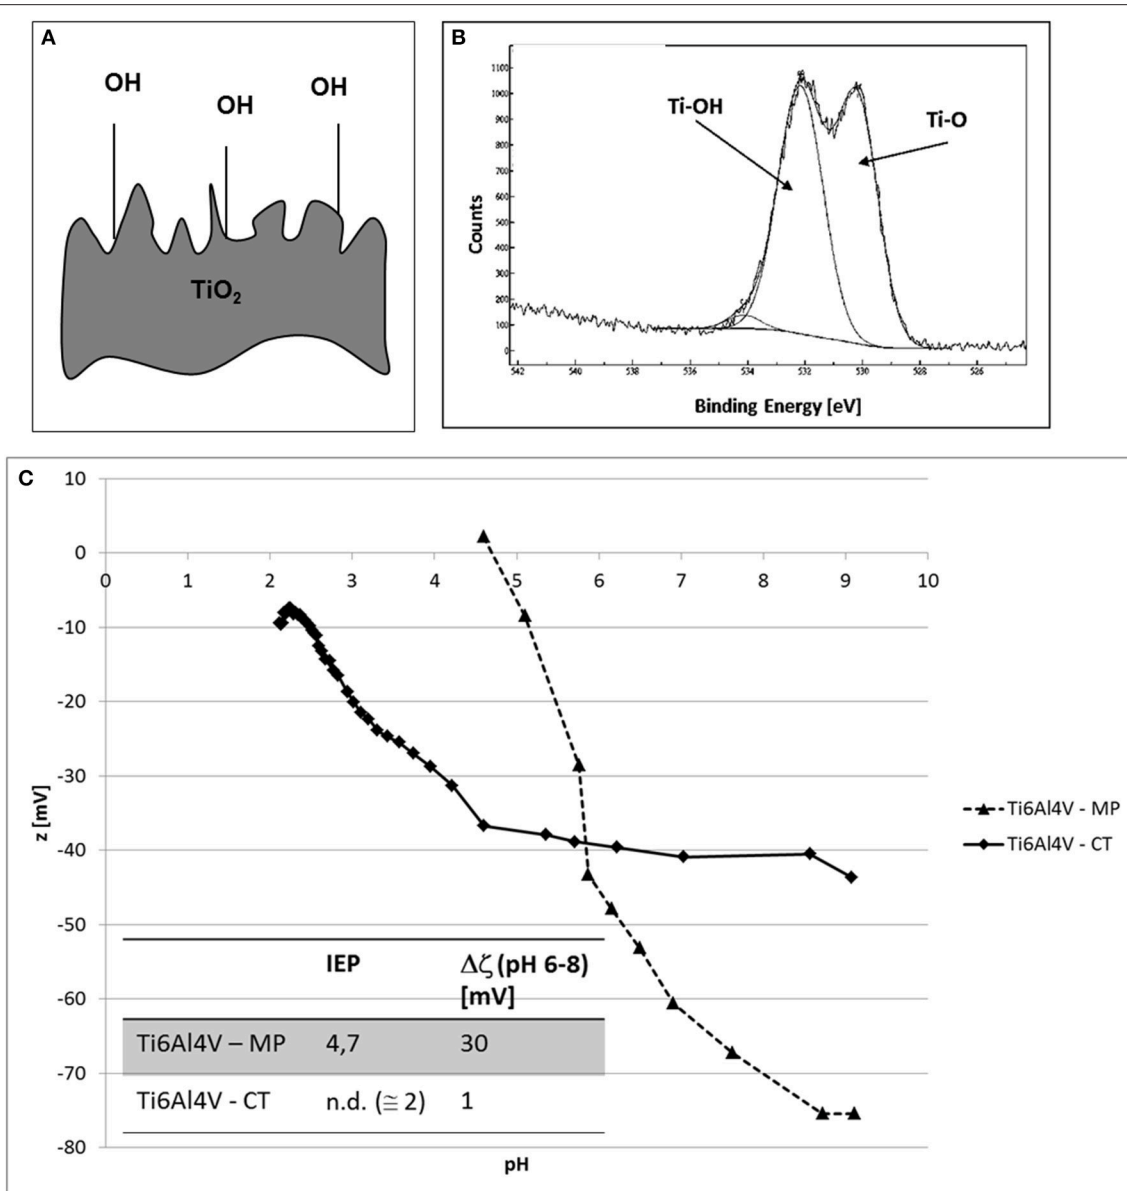 A
OH
OH
OH
TiO2
B
1100
1000
900
800
700
600
500
400
300
200
100
0
Counts
Ti-OH
Ti-O
542 540 538 536 534 532 530 528 526
Binding Energy [eV]
C
10
0
-10
-20
-30
-40
-50
-60
-70
-80
z [mV]
0 1 2 3 4 5 6 7 8 9 10
Ti6Al4V - MP
Ti6Al4V - CT
IEP Δζ (pH 6-8) 
[mV]
Ti6Al4V – MP 4,7 30
Ti6Al4V - CT n.d. (≅ 2) 1
pH